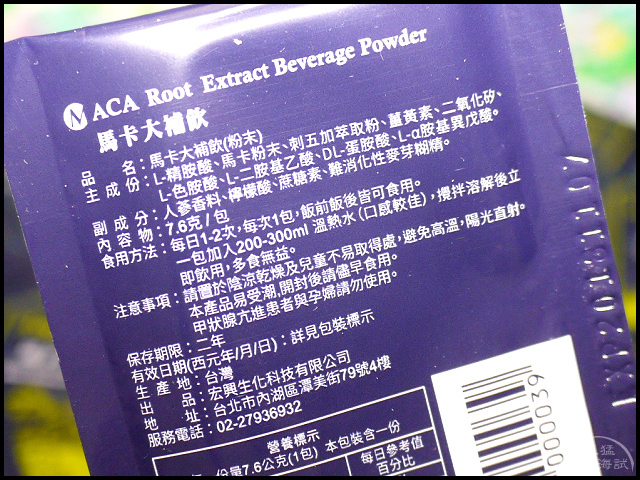 MACA Root Extract Beverage Powder
馬卡大補飲
品名：馬卡大補飲(粉末)
主成份：L-精胺酸、馬卡粉末、刺五加萃取粉、薑黃素、二氧化矽、
L-色胺酸、L-二胺基乙酸、DL-蛋胺酸、L-α胺基異戊酸。
副成分：人蔘香料、檸檬酸、蔗糖素、難消化性麥芽糊精。
內容物：7.6克/包
食用方法：每日1-2次，每次1包，飯前飯後皆可食用。
一包加入200-300ml 溫熱水（口感較佳），攪拌溶解後立
即飲用，多食無益。
注意事項：請置於陰涼乾燥及兒童不易取得處，避免高溫，陽光直射。
本產品易受潮，開封後請儘早食用。
甲狀腺亢進患者與孕婦請勿使用。
保存期限：二年
有效日期(西元年/月/日)：詳見包裝標示
生產地：台灣
出品：宏興生化科技有限公司
地址：台北市內湖區潭美街79號4樓
服務電話：02-27936932
營養標示
份量7.6公克(1包) 本包裝含一份
每日參考值
百分比
000039